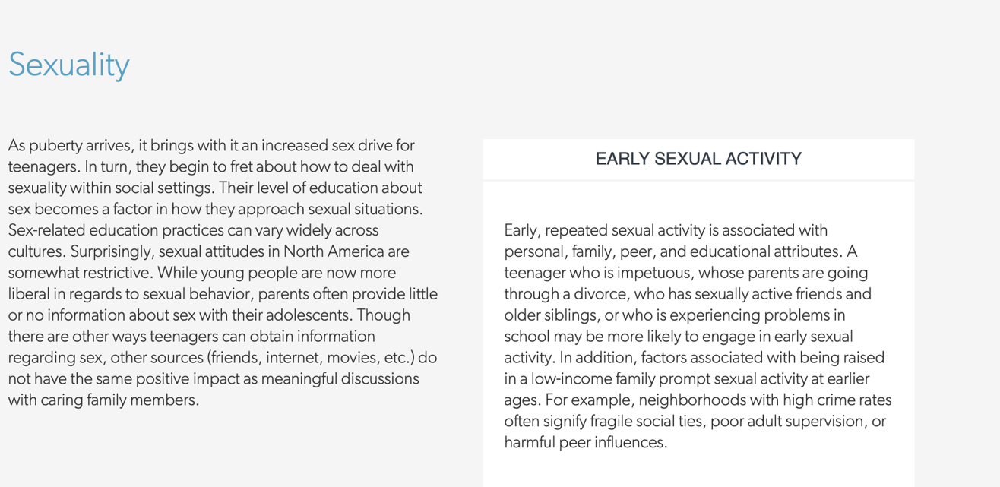 Sexuality
As puberty arrives, it brings with it an increased sex drive for
teenagers. In turn, they begin to fret about how to deal with
sexuality within social settings. Their level of education about
sex becomes a factor in how they approach sexual situations.
Sex-related education practices can vary widely across
cultures. Surprisingly, sexual attitudes in North America are
somewhat restrictive. While young people are now more
liberal in regards to sexual behavior, parents often provide little
or no information about sex with their adolescents. Though
there are other ways teenagers can obtain information
regarding sex, other sources (friends, internet, movies, etc.) do
not have the same positive impact as meaningful discussions
with caring family members.
EARLY SEXUAL ACTIVITY
Early, repeated sexual activity is associated with
personal, family, peer, and educational attributes. A
teenager who is impetuous, whose parents are going
through a divorce, who has sexually active friends and
older siblings, or who is experiencing problems in
school may be more likely to engage in early sexual
activity. In addition, factors associated with being raised
in a low-income family prompt sexual activity at earlier
ages. For example, neighborhoods with high crime rates
often signify fragile social ties, poor adult supervision, or
harmful peer influences.